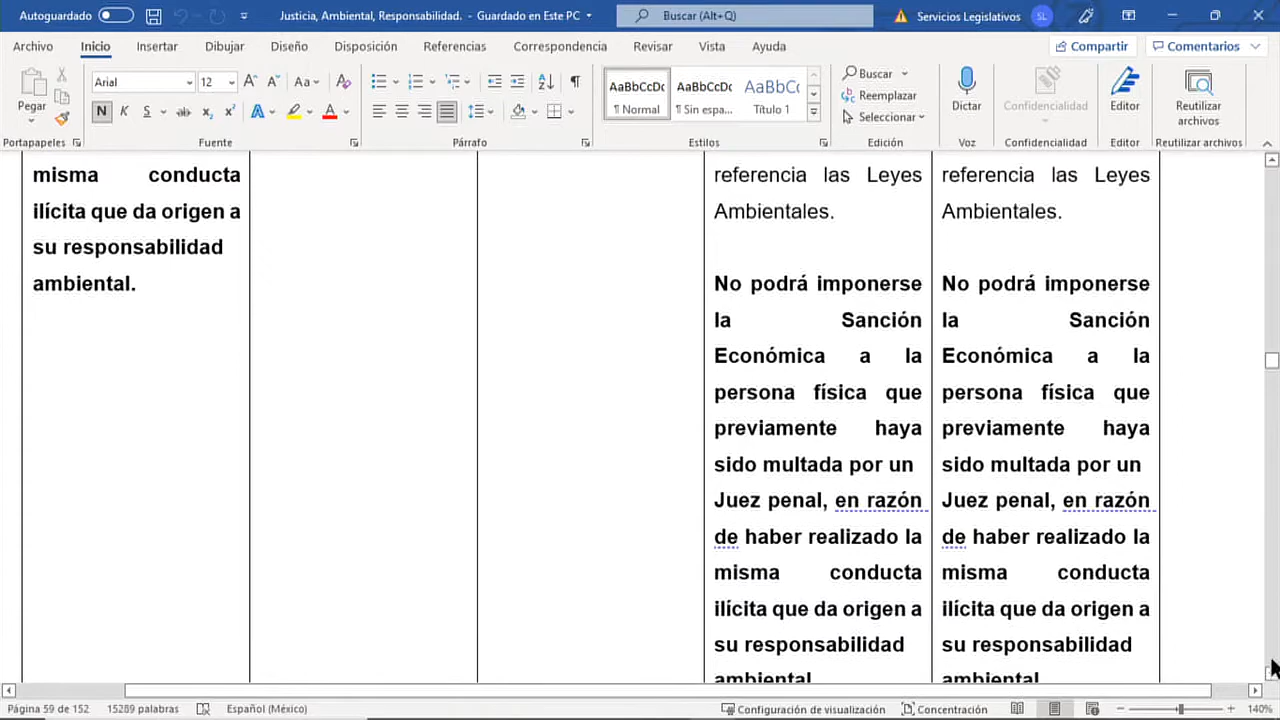 Autoguardado
Justicia, Ambiental, Responsabilidad. - Guardado en Este PC
Buscar (Alt+Q)
Servicios Legislativos
SL
Archivo
Inicio
Insertar
Dibujar
Diseño
Disposición
Referencias
Correspondencia
Revisar
Vista
Ayuda
Compartir
Comentarios
Pegar
Arial
12
N K S ab x₂ x²
AaBbCcDc
¶ Normal
AaBbCcDc
¶ Sin espa...
AaBbC(
Título 1
Buscar
Reemplazar
Seleccionar
Dictar
Confidencialidad
Editor
Reutilizar
archivos
Portapapeles
Fuente
Párrafo
Estilos
Edición
Voz
Confidencialidad
Editor
Reutilizar archivos
misma conducta
ilícita que da origen a
su responsabilidad
ambiental.
referencia las Leyes
Ambientales.
No podrá imponerse
la Sanción
Económica a la
persona física que
previamente haya
sido multada por un
Juez penal, en razón
de haber realizado la
misma conducta
ilícita que da origen a
su responsabilidad
ambiental
referencia las Leyes
Ambientales.
No podrá imponerse
la Sanción
Económica a la
persona física que
previamente haya
sido multada por un
Juez penal, en razón
de haber realizado la
misma conducta
ilícita que da origen a
su responsabilidad
ambiental
Página 59 de 152
15289 palabras
Español (México)
Configuración de visualización
Concentración
140%